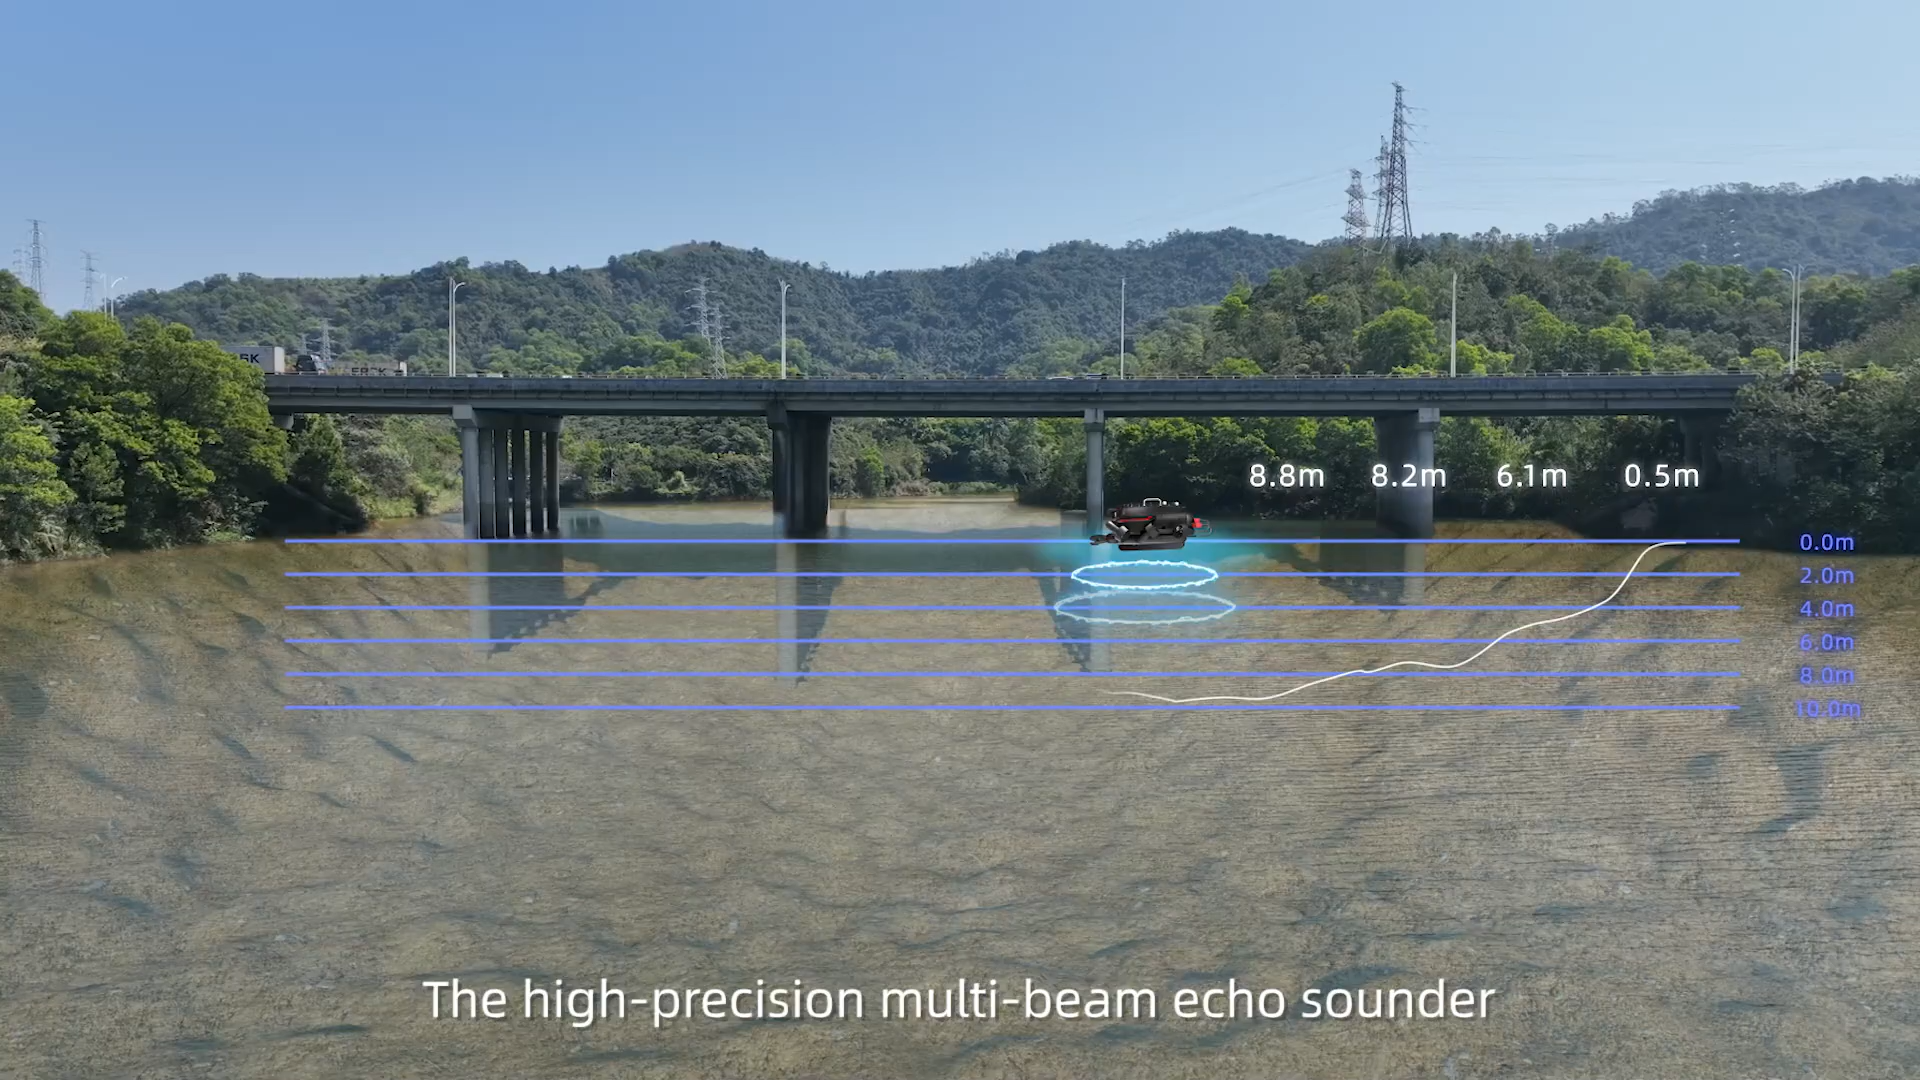 SK
8.8m 8.2m 6.1m 0.5m
0.0m
2.0m
4.0m
6.0m
8.0m
10.0m
The high-precision multi-beam echo sounder